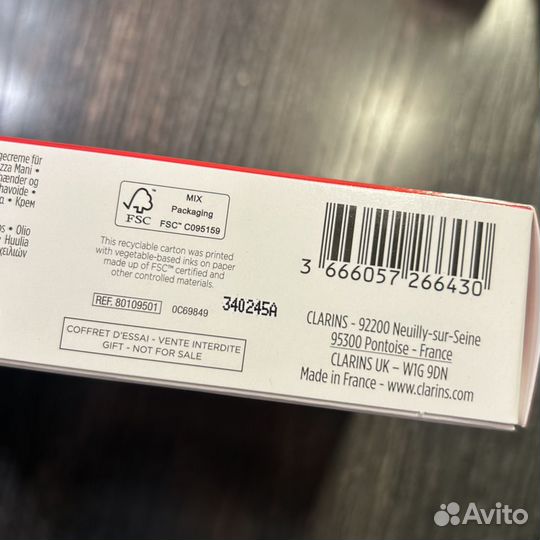 gecreme für
zza Mani •
ænder og
havoide •
α • Крем
os • Olio
Huulia
χειλιών
FSC
MIX
Packaging
FSC™ C095159
This recyclable carton was printed
with vegetable-based inks on paper
made up of FSC™ certified and
other controlled materials.
REF. 80109501
0C69849
340245A
COFFRET D'ESSAI - VENTE INTERDITE
GIFT - NOT FOR SALE
3 666057 266430
CLARINS - 92200 Neuilly-sur-Seine
95300 Pontoise - France
CLARINS UK - W1G 9DN
Made in France - www.clarins.com
Avito